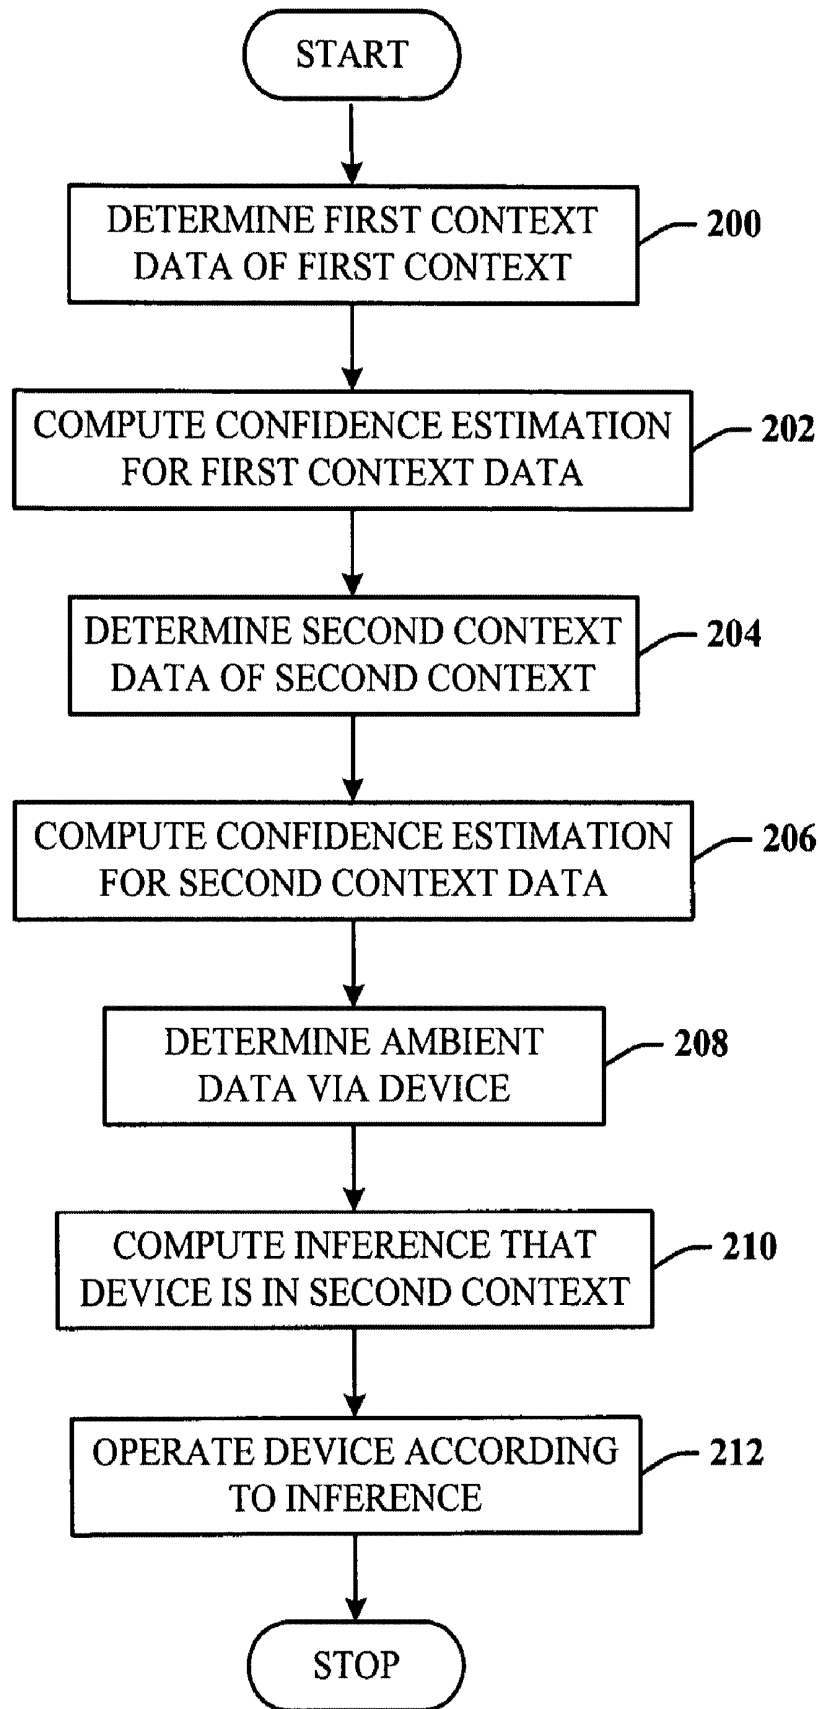 START
DETERMINE FIRST CONTEXT
DATA OF FIRST CONTEXT
200
COMPUTE CONFIDENCE ESTIMATION
FOR FIRST CONTEXT DATA
202
DETERMINE SECOND CONTEXT
DATA OF SECOND CONTEXT
204
COMPUTE CONFIDENCE ESTIMATION
FOR SECOND CONTEXT DATA
206
DETERMINE AMBIENT
DATA VIA DEVICE
208
COMPUTE INFERENCE THAT
DEVICE IS IN SECOND CONTEXT
210
OPERATE DEVICE ACCORDING
TO INFERENCE
212
STOP